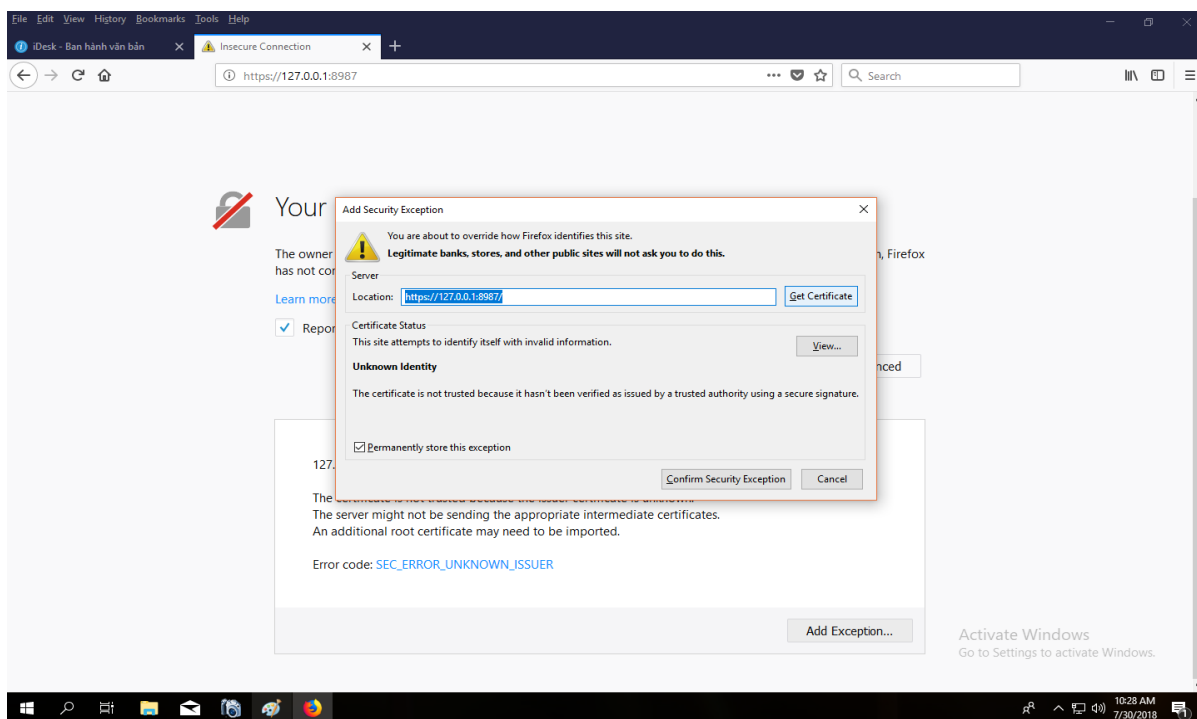 File Edit View History Bookmarks Tools Help
iDesk - Ban hành văn bản
Insecure Connection
https://127.0.0.1:8987
Search
Your
Add Security Exception
You are about to override how Firefox identifies this site.
Legitimate banks, stores, and other public sites will not ask you to do this.
The owner
n, Firefox
has not con
Server
Location: https://127.0.0.1:8987/ Get Certificate
Learn more
Repor
Certificate Status
This site attempts to identify itself with invalid information.
View...
Unknown Identity
nced
The certificate is not trusted because it hasn't been verified as issued by a trusted authority using a secure signature.
Permanently store this exception
127.
Confirm Security Exception Cancel
The certificate is not trusted because the issuer certificate is unknown.
The server might not be sending the appropriate intermediate certificates.
An additional root certificate may need to be imported.
Error code: SEC_ERROR_UNKNOWN_ISSUER
Add Exception...
Activate Windows
Go to Settings to activate Windows.
10:28 AM
7/30/2018